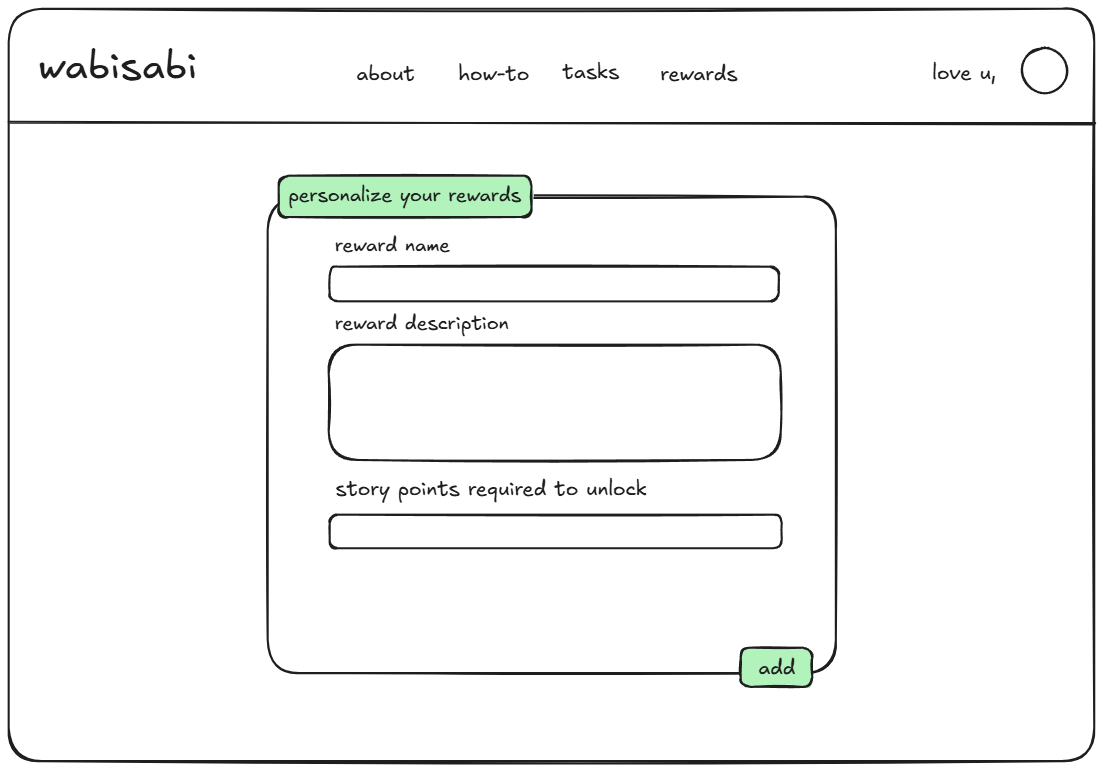 wabisabi about how-to tasks rewards love u,
personalize your rewards
reward name
reward description
story points required to unlock
add